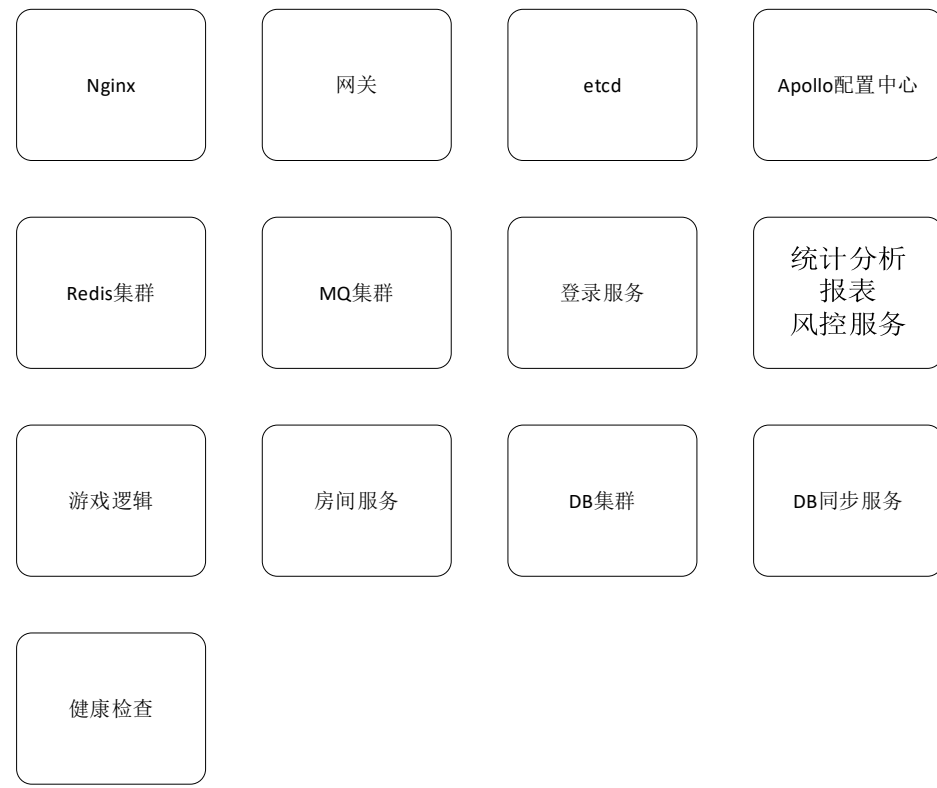 Nginx
网关
etcd
Apollo配置中心
Redis集群
MQ集群
登录服务
统计分析
报表
风控服务
游戏逻辑
房间服务
DB集群
DB同步服务
健康检查